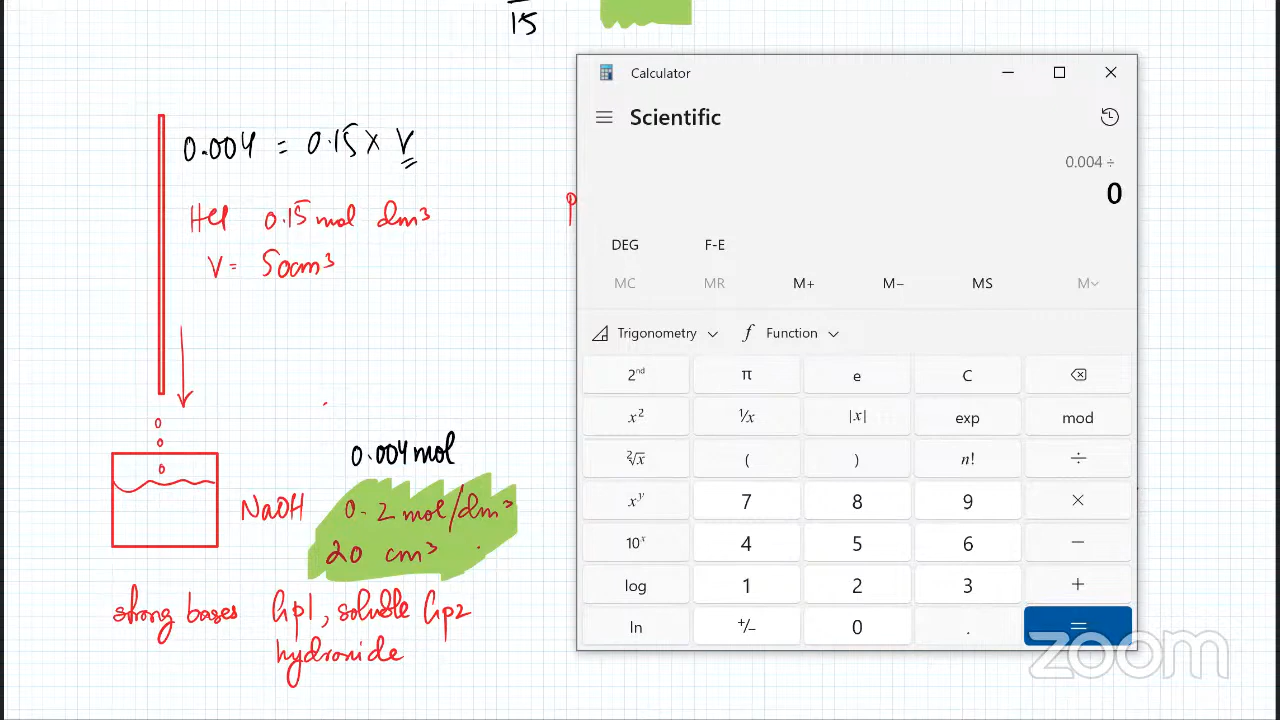 15
0.004 = 0.15 × V
HCl 0.15 mol dm³
V = 50cm³
0.004 mol
NaOH 0.2 mol/dm³
20 cm³
strong bases Gp1, soluble Gp2
hydroxide
P
Calculator
Scientific
0.004 ÷
0
DEG F-E
MC MR M+ M− MS M
Trigonometry f Function
2ⁿᵈ π e C
x² ¹/x |x| exp mod
²√x ( ) n! ÷
xʸ 7 8 9 ×
10ˣ 4 5 6 −
log 1 2 3 +
ln +/− 0 . =
zoom